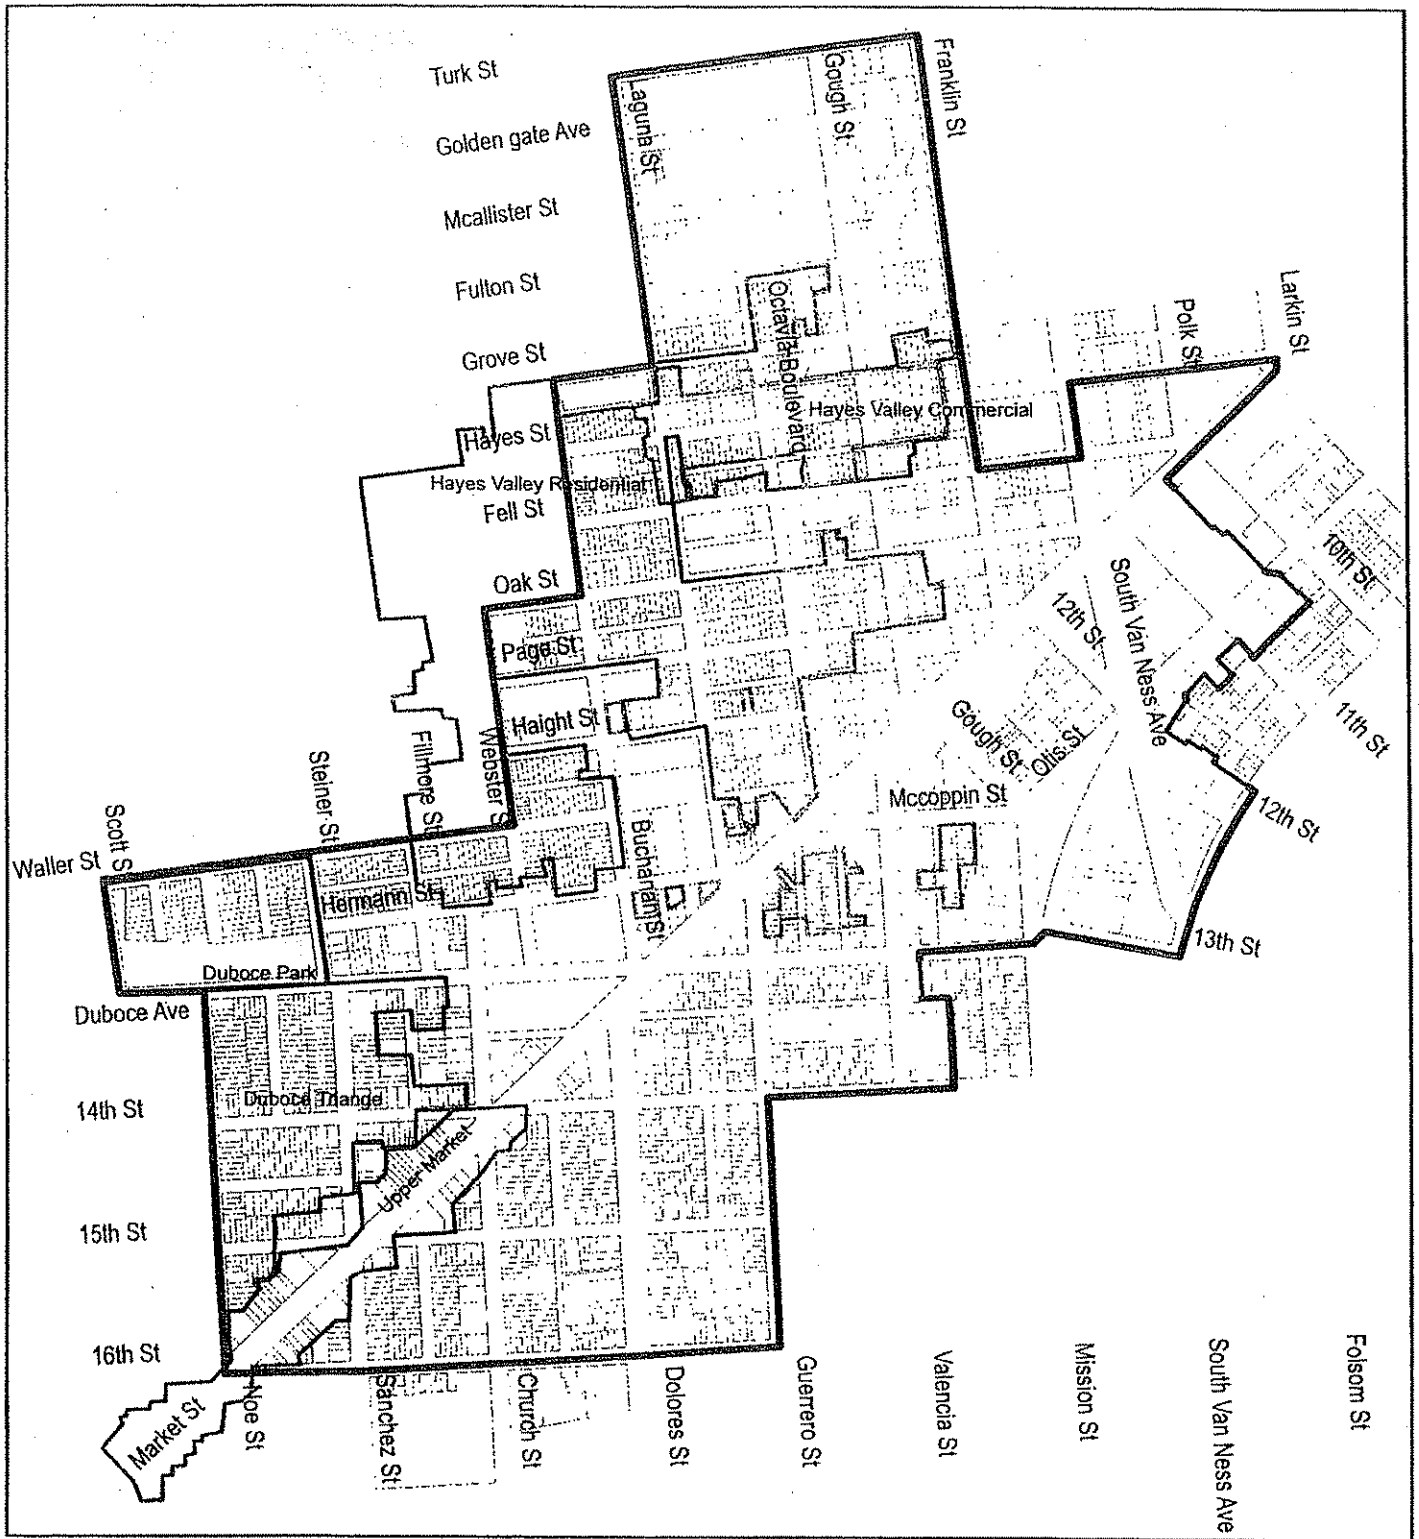 Turk St
Golden gate Ave
Mcallister St
Fulton St
Grove St
Hayes St
Hayes Valley Residential
Fell St
Oak St
Page St
Haight St
Laguna St
Gough St
Franklin St
Octavia Boulevard
Hayes Valley Commercial
Polk St
Larkin St
10th St
11th St
12th St
South Van Ness Ave
12th St
Gough St
Otis St
Mccoppin St
13th St
Scott S
Steiner St
Fillmore St
Webster S
Buchanan St
Waller St
Hermann St
Duboce Park
Duboce Ave
Duboce Triange
14th St
Upper Market
15th St
16th St
Market St
Noe St
Sanchez St
Church St
Dolores St
Guerrero St
Valencia St
Mission St
South Van Ness Ave
Folsom St